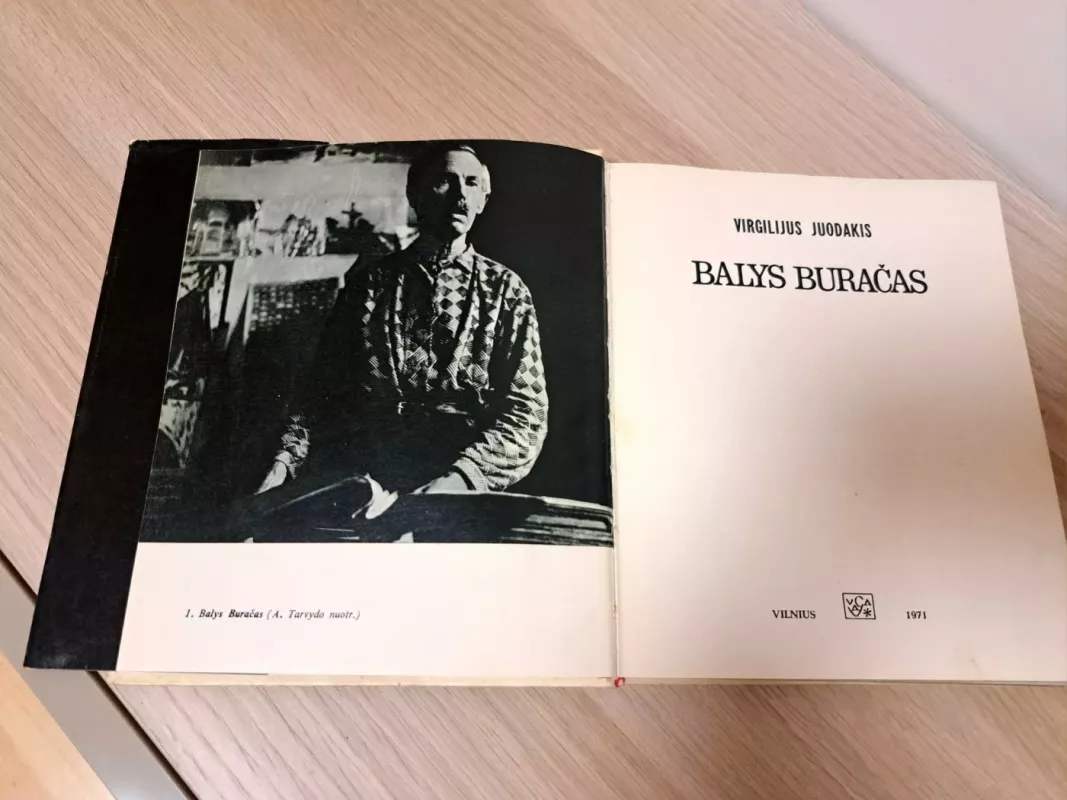 1. Balys Buračas (A. Tarvydo nuotr.)
VIRGILIJUS JUODAKIS
BALYS BURAČAS
VILNIUS 1971